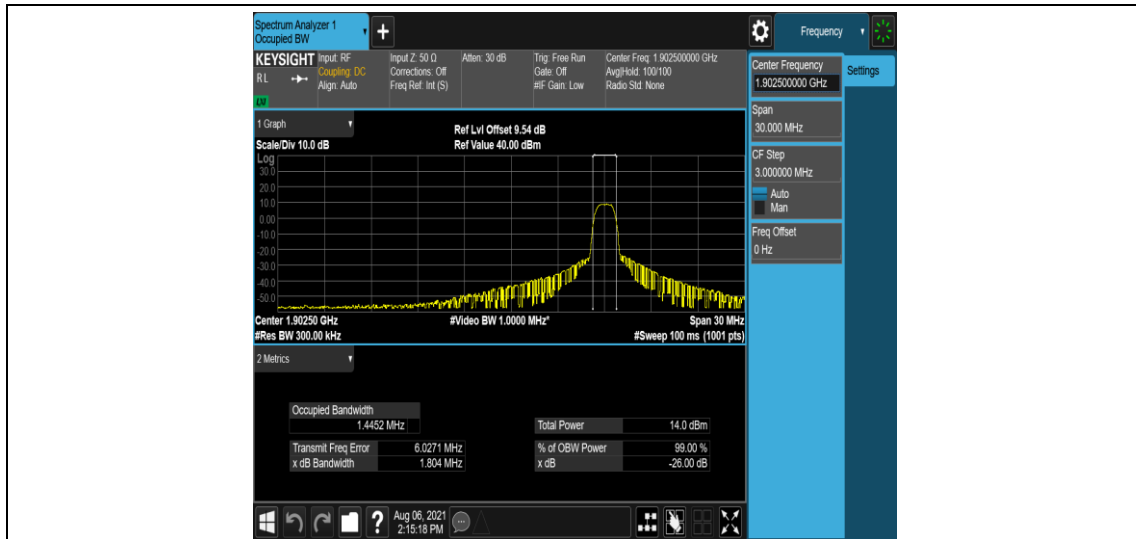 Spectrum Analyzer 1
Occupied BW
+
Frequency
KEYSIGHT
RL
Input: RF
Coupling: DC
Align: Auto
Input Z: 50 Ω
Corrections: Off
Freq Ref: Int (S)
Atten: 30 dB
Trig: Free Run
Gate: Off
#IF Gain: Low
Center Freq: 1.902500000 GHz
Avg|Hold: 100/100
Radio Std: None
1 Graph
Scale/Div 10.0 dB
Ref Lvl Offset 9.54 dB
Ref Value 40.00 dBm
Log
30.0
20.0
10.0
0.00
-10.0
-20.0
-30.0
-40.0
-50.0
Center 1.90250 GHz
#Res BW 300.00 kHz
#Video BW 1.0000 MHz*
Span 30 MHz
#Sweep 100 ms (1001 pts)
2 Metrics
Occupied Bandwidth
1.4452 MHz
Transmit Freq Error 6.0271 MHz
x dB Bandwidth 1.804 MHz
Total Power 14.0 dBm
% of OBW Power 99.00 %
x dB -26.00 dB
Center Frequency
1.902500000 GHz
Settings
Span
30.000 MHz
CF Step
3.000000 MHz
Auto
Man
Freq Offset
0 Hz
?
Aug 06, 2021
2:15:18 PM